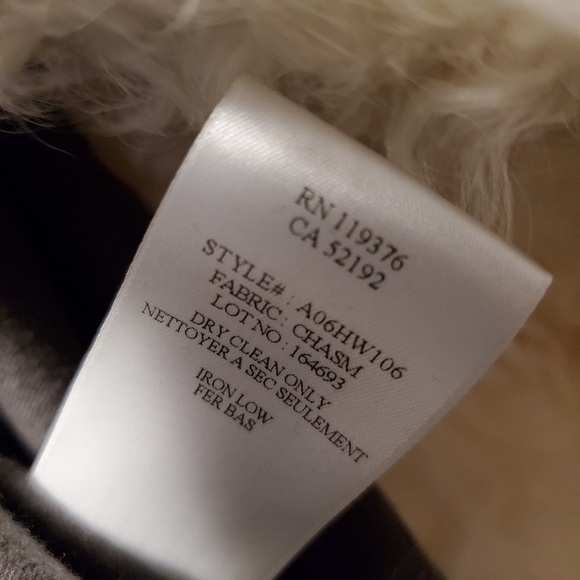 RN 119376
CA 52192
STYLE# : A06HW106
FABRIC : CHASM
LOT NO : 164693
DRY CLEAN ONLY
NETTOYER A SEC SEULEMENT
IRON LOW
FER BAS